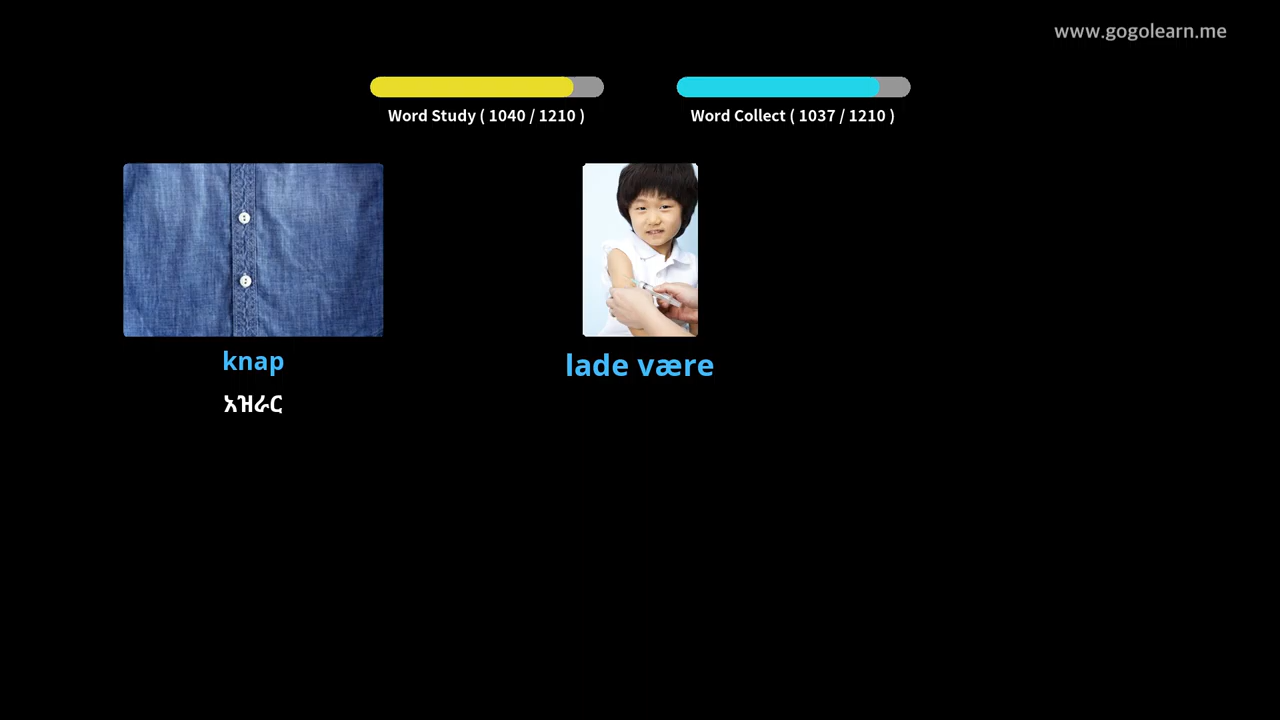 www.gogolearn.me
Word Study ( 1040 / 1210 )
Word Collect ( 1037 / 1210 )
knap
lade være
አዝራር